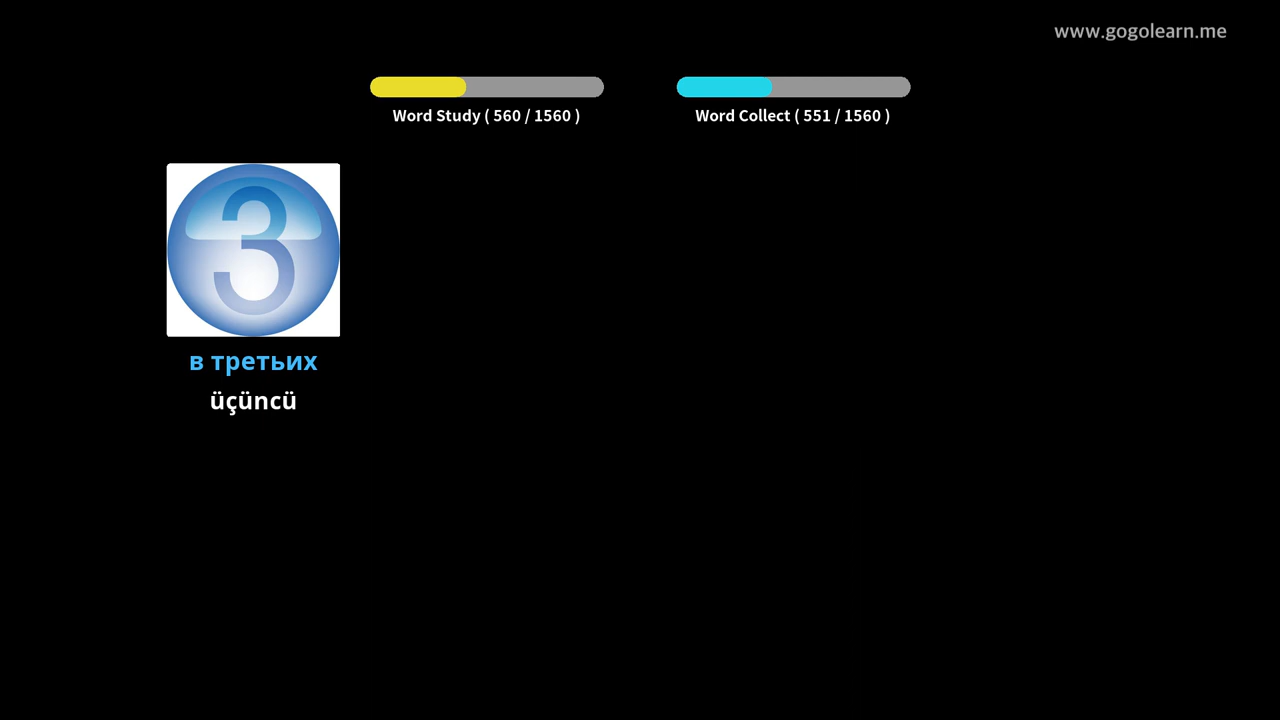 www.gogolearn.me
Word Study ( 560 / 1560 )
Word Collect ( 551 / 1560 )
3
в третьих
üçüncü